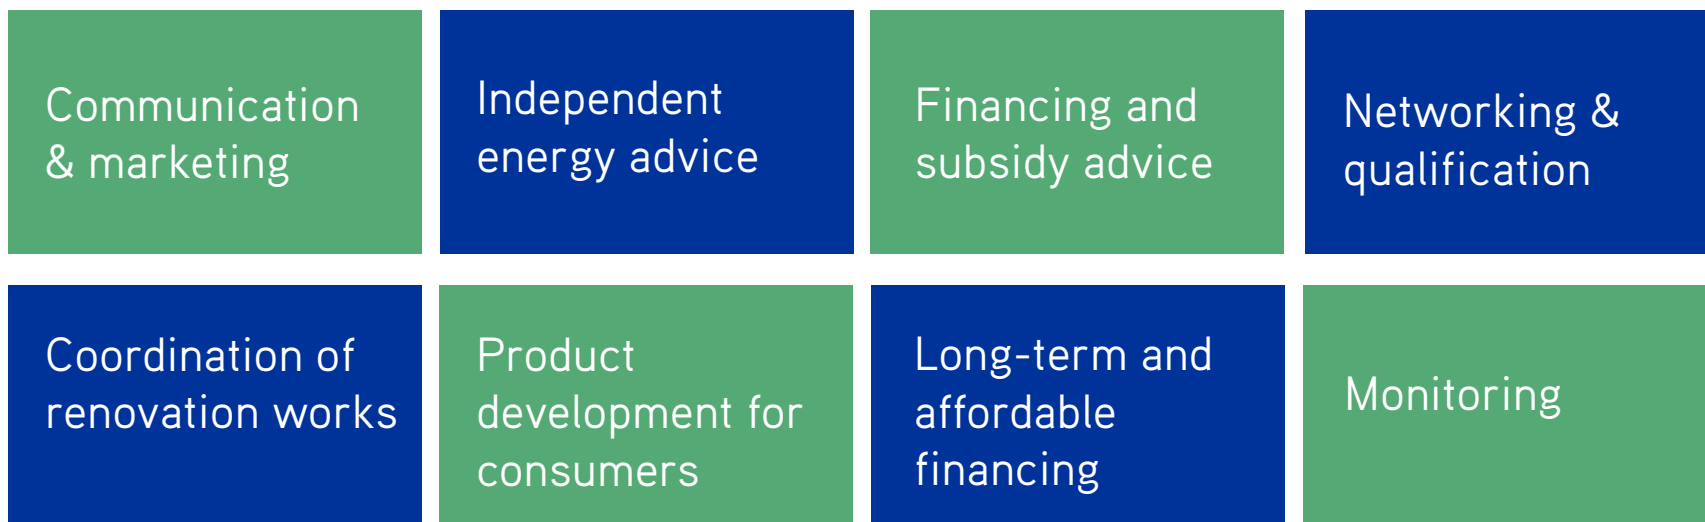 Communication
& marketing
Independent
energy advice
Financing and
subsidy advice
Networking &
qualification
Coordination of
renovation works
Product
development for
consumers
Long-term and
affordable
financing
Monitoring